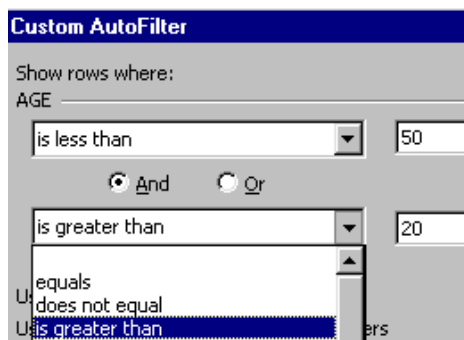 Custom AutoFilter
Show rows where:
AGE
is less than 50
And Or
is greater than 20
equals
does not equal
is greater than